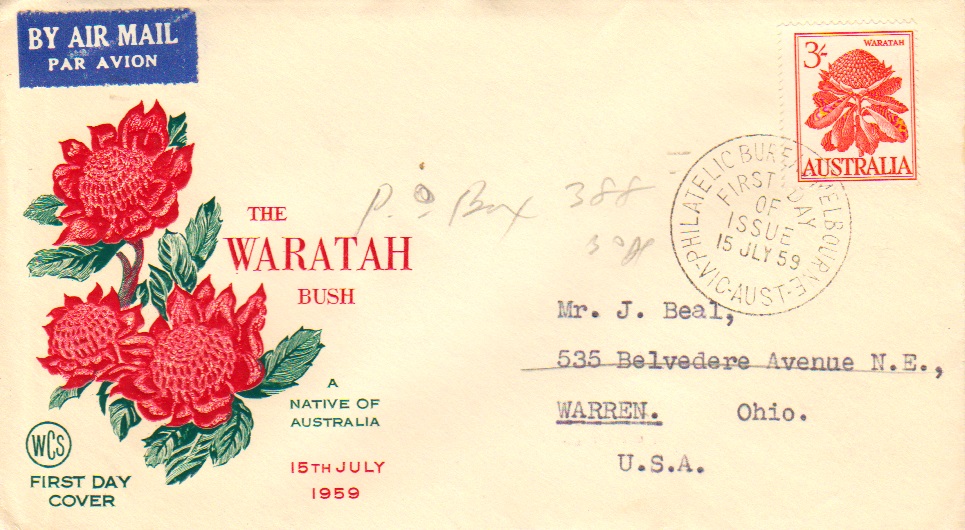 BY AIR MAIL
PAR AVION
3/-
WARATAH
AUSTRALIA
PHILATELIC BUREAU MELBOURNE
VIC-AUST-
FIRST DAY
OF
ISSUE
15 JLY 59
P.O Box 388
388
THE
WARATAH
BUSH
A
NATIVE OF
AUSTRALIA
15TH JULY
1959
WCS
FIRST DAY
COVER
Mr. J. Beal,
535 Belvedere Avenue N.E.,
WARREN. Ohio.
U.S.A.